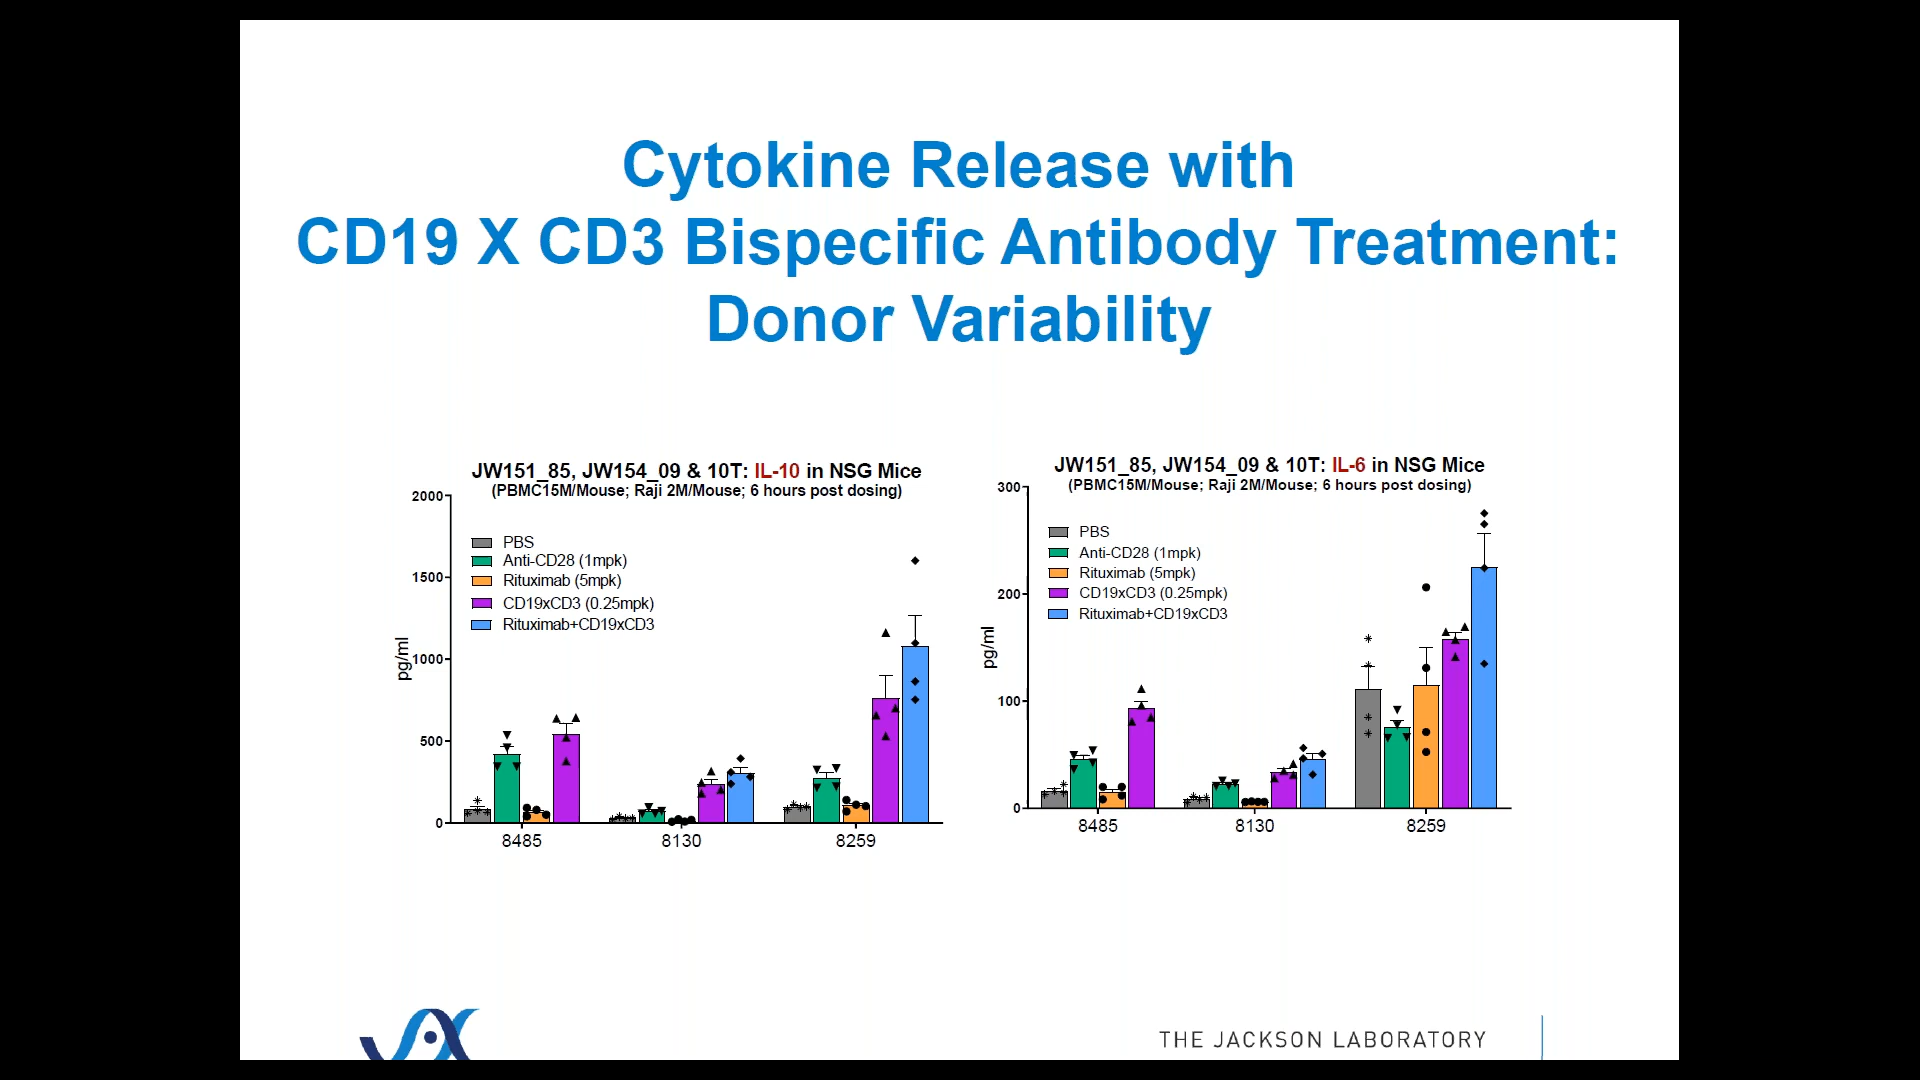 Cytokine Release with
CD19 X CD3 Bispecific Antibody Treatment:
Donor Variability
JW151_85, JW154_09 & 10T: IL-10 in NSG Mice
(PBMC15M/Mouse; Raji 2M/Mouse; 6 hours post dosing)
2000
1500
1000
500
0
pg/ml
PBS
Anti-CD28 (1mpk)
Rituximab (5mpk)
CD19xCD3 (0.25mpk)
Rituximab+CD19xCD3
8485
8130
8259
JW151_85, JW154_09 & 10T: IL-6 in NSG Mice
(PBMC15M/Mouse; Raji 2M/Mouse; 6 hours post dosing)
300
200
100
0
pg/ml
PBS
Anti-CD28 (1mpk)
Rituximab (5mpk)
CD19xCD3 (0.25mpk)
Rituximab+CD19xCD3
8485
8130
8259
THE JACKSON LABORATORY